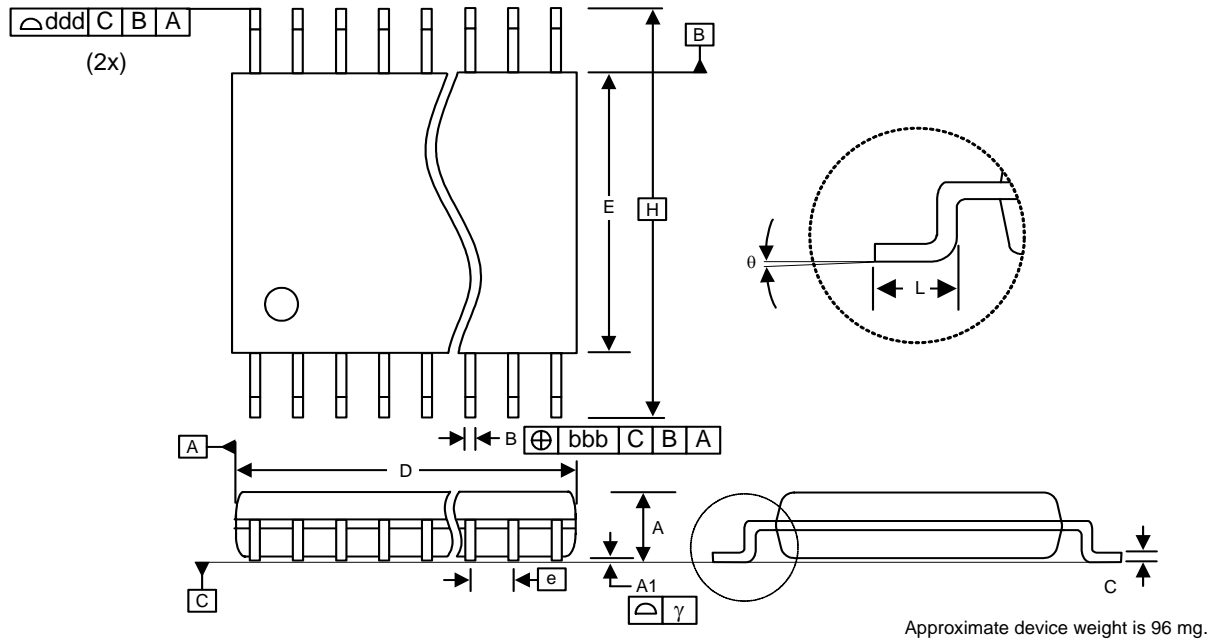 ⌓ ddd C B A
(2x)
B
E
H
θ
L
B ⊕ bbb C B A
A
D
A
e
A1
C
⌓ γ
C
Approximate device weight is 96 mg.